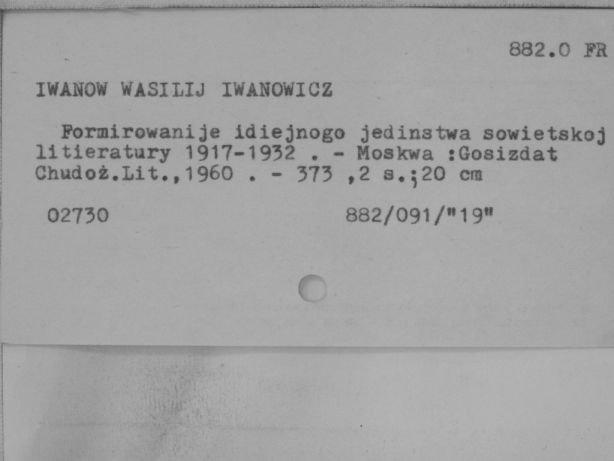 882.0 FR
IWANOW WASILIJ IWANOWICZ
Formirowanije idiejnogo jedinstwa sowietskoj
litieratury 1917-1932 . - Moskwa :Gosizdat
Chudoż.Lit.,1960 . - 373 ,2 s.;20 cm
02730 882/091/"19"